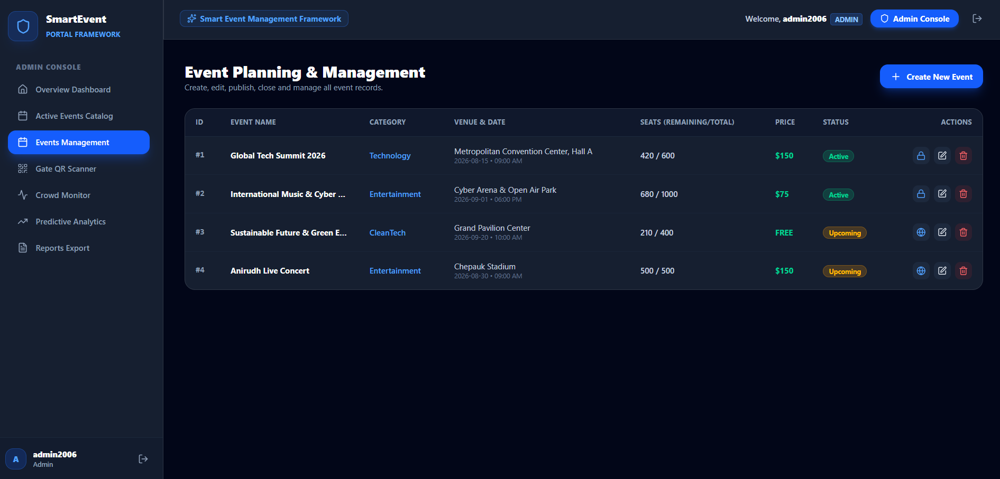 SmartEvent
PORTAL FRAMEWORK
ADMIN CONSOLE
Overview Dashboard
Active Events Catalog
Events Management
Gate QR Scanner
Crowd Monitor
Predictive Analytics
Reports Export
A
admin2006
Admin
Smart Event Management Framework
Welcome, admin2006 ADMIN
Admin Console
Event Planning & Management
Create, edit, publish, close and manage all event records.
Create New Event
ID EVENT NAME CATEGORY VENUE & DATE SEATS (REMAINING/TOTAL) PRICE STATUS ACTIONS
#1 Global Tech Summit 2026 Technology Metropolitan Convention Center, Hall A 420 / 600 $150 Active
2026-08-15 • 09:00 AM
#2 International Music & Cyber ... Entertainment Cyber Arena & Open Air Park 680 / 1000 $75 Active
2026-09-01 • 06:00 PM
#3 Sustainable Future & Green E... CleanTech Grand Pavilion Center 210 / 400 FREE Upcoming
2026-09-20 • 10:00 AM
#4 Anirudh Live Concert Entertainment Chepauk Stadium 500 / 500 $150 Upcoming
2026-08-30 • 09:00 AM